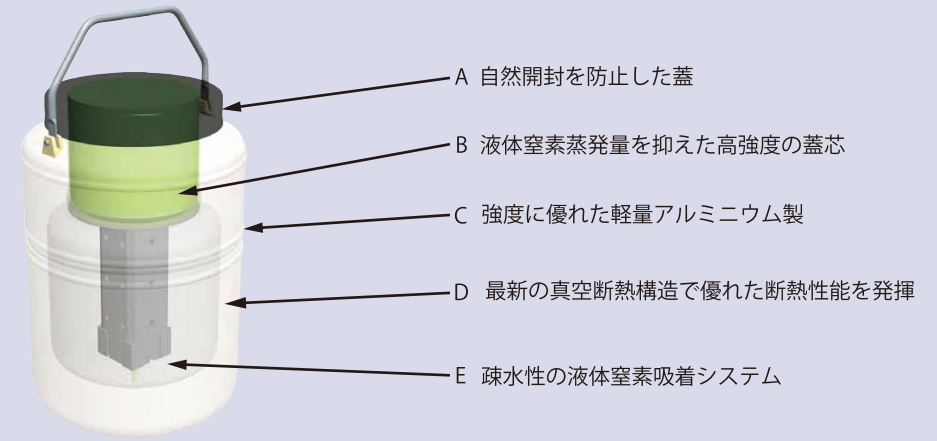 A 自然開封を防止した蓋
B 液体窒素蒸発量を抑えた高強度の蓋芯
C 強度に優れた軽量アルミニウム製
D 最新の真空断熱構造で優れた断熱性能を発揮
E 疎水性の液体窒素吸着システム